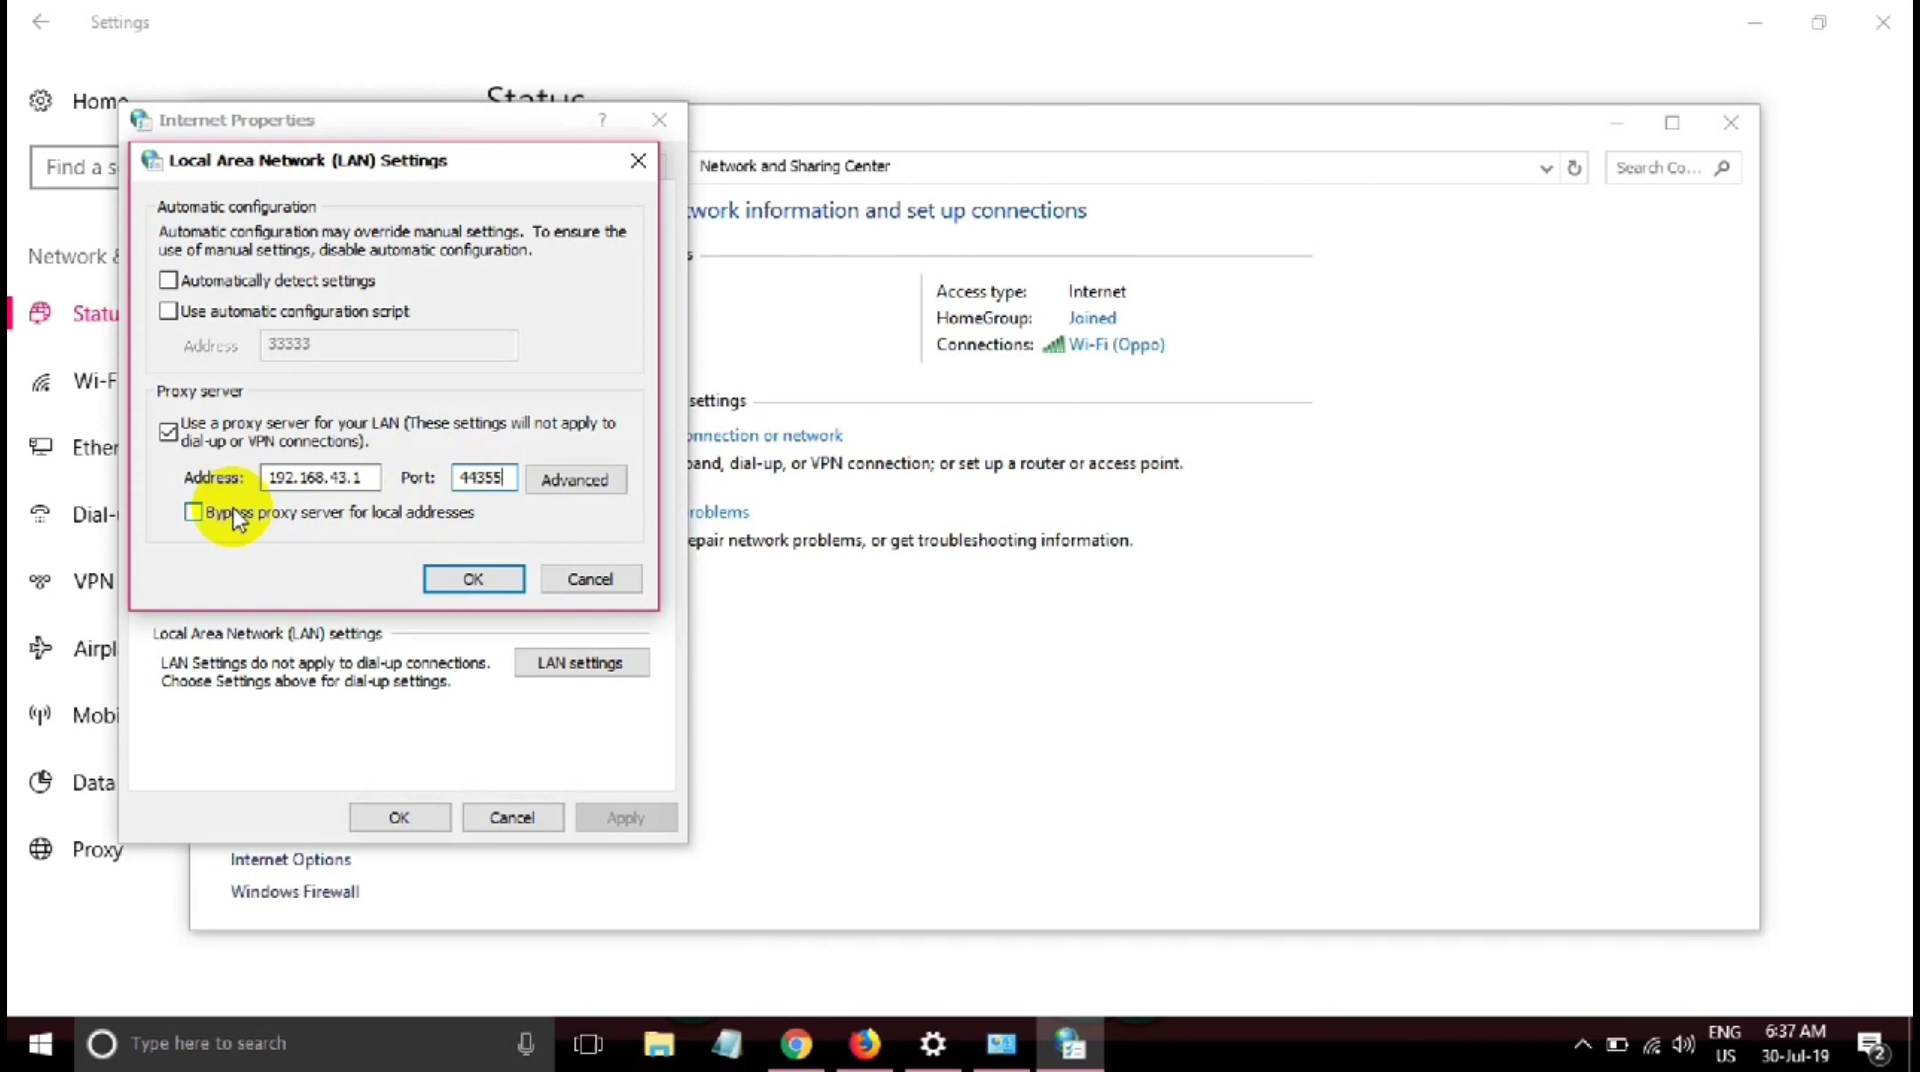 Settings
Home
Status
Find a s
Network &
Statu
Wi-F
Ether
Dial-
VPN
Airpl
Mobi
Data
Proxy
Internet Properties
?
Local Area Network (LAN) Settings
Automatic configuration
Automatic configuration may override manual settings. To ensure the
use of manual settings, disable automatic configuration.
Automatically detect settings
Use automatic configuration script
Address 33333
Proxy server
Use a proxy server for your LAN (These settings will not apply to
dial-up or VPN connections).
Address: 192.168.43.1 Port: 44355 Advanced
Bypass proxy server for local addresses
OK Cancel
Local Area Network (LAN) settings
LAN Settings do not apply to dial-up connections.
Choose Settings above for dial-up settings.
LAN settings
OK Cancel Apply
Network and Sharing Center
Search Co...
twork information and set up connections
s
Access type: Internet
HomeGroup: Joined
Connections: Wi-Fi (Oppo)
settings
onnection or network
band, dial-up, or VPN connection; or set up a router or access point.
roblems
epair network problems, or get troubleshooting information.
Internet Options
Windows Firewall
Type here to search
ENG
US
6:37 AM
30-Jul-19
2